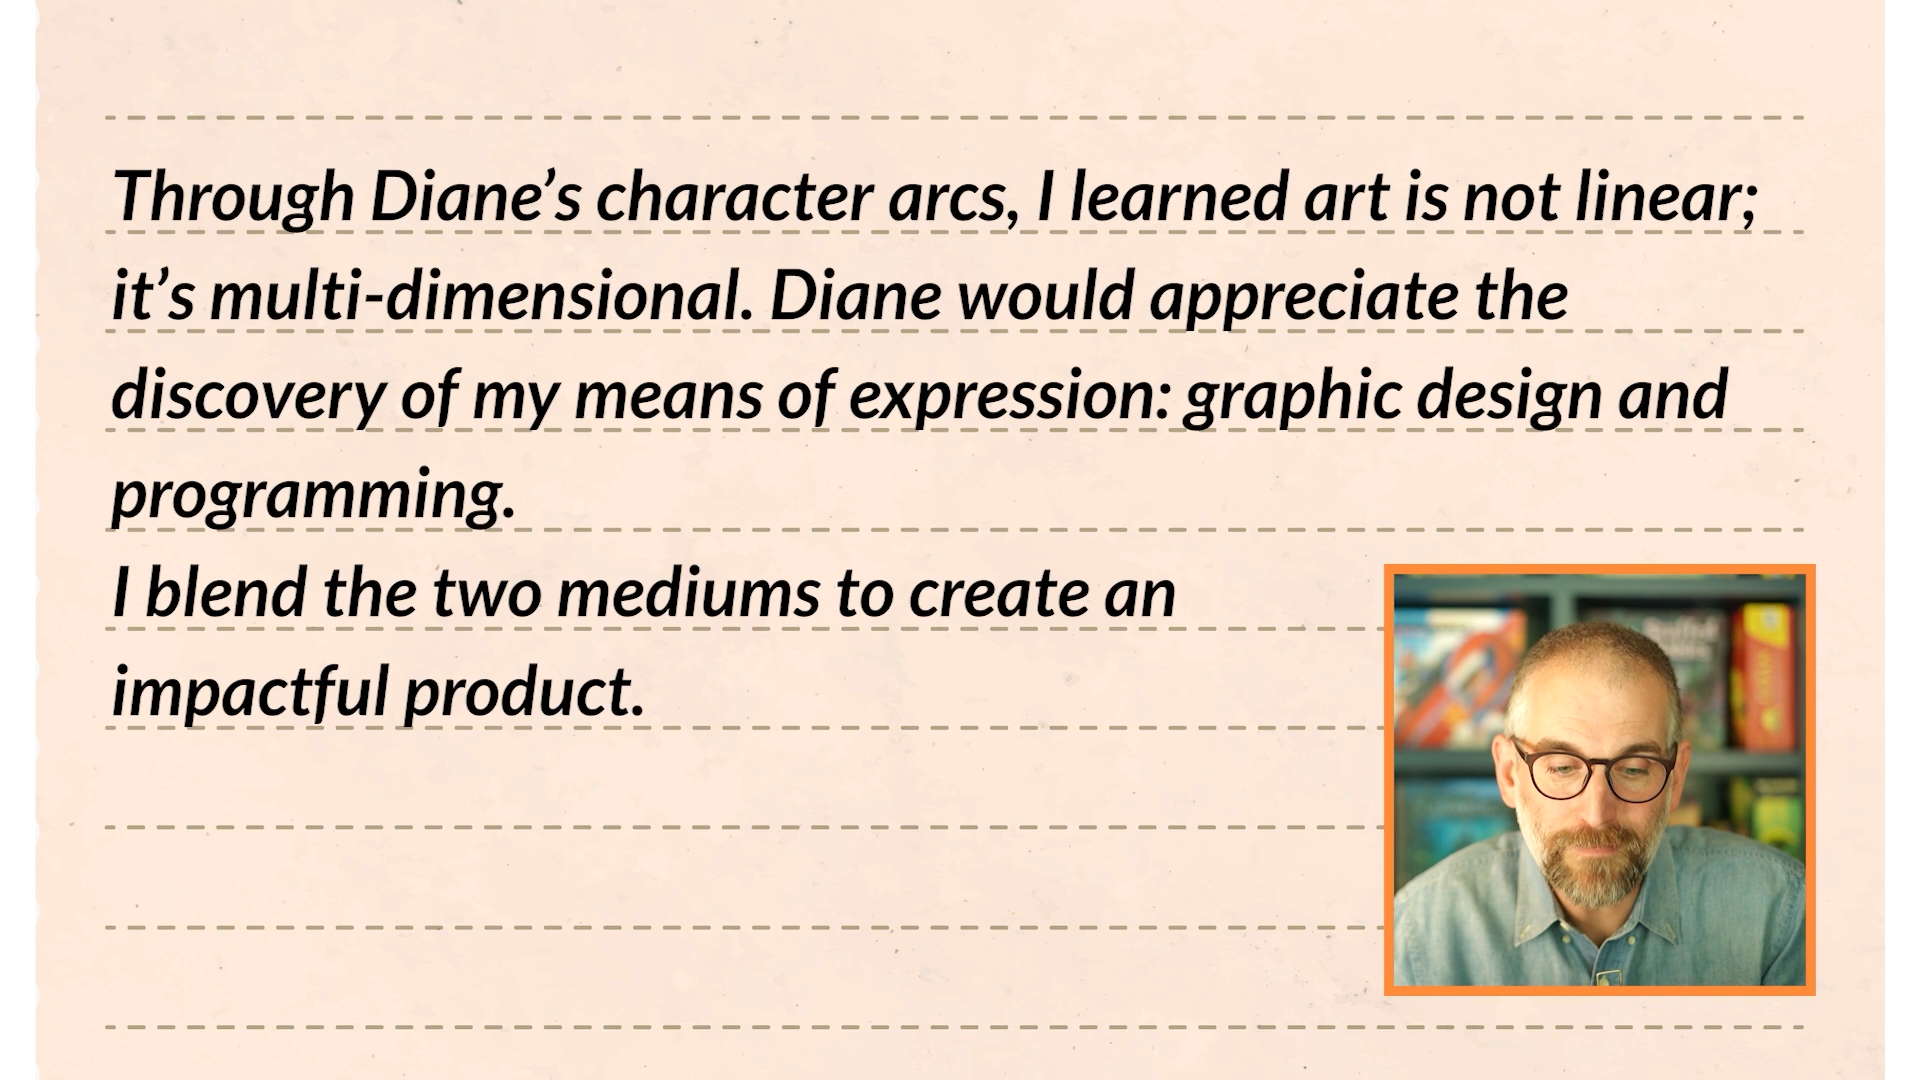 Through Diane’s character arcs, I learned art is not linear;
it’s multi-dimensional. Diane would appreciate the
discovery of my means of expression: graphic design and
programming.
I blend the two mediums to create an
impactful product.